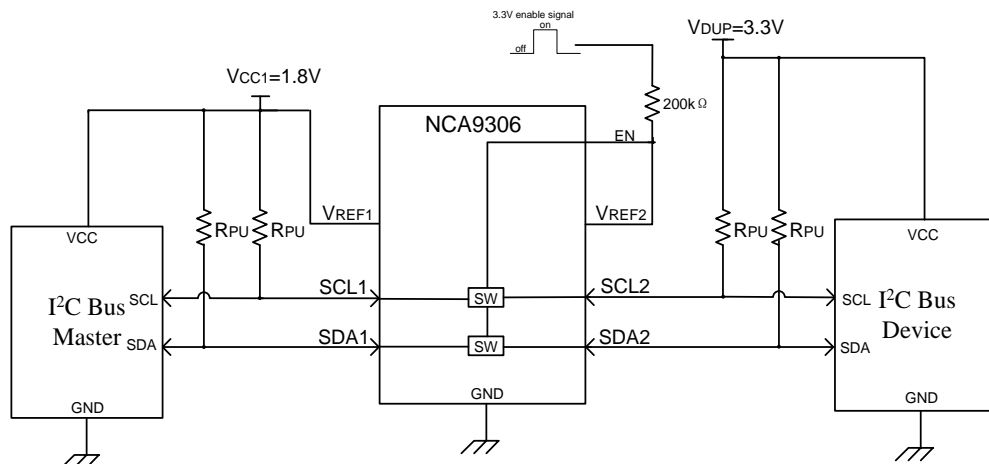 3.3V enable signal
on
off
VDUP=3.3V
VCC1=1.8V
200kΩ
NCA9306
EN
VREF1
VREF2
RPU
RPU
RPU
RPU
VCC
VCC
SCL
SCL1
SW
SCL2
SCL
I²C Bus
Master
I²C Bus
Device
SDA
SDA1
SW
SDA2
SDA
GND
GND
GND